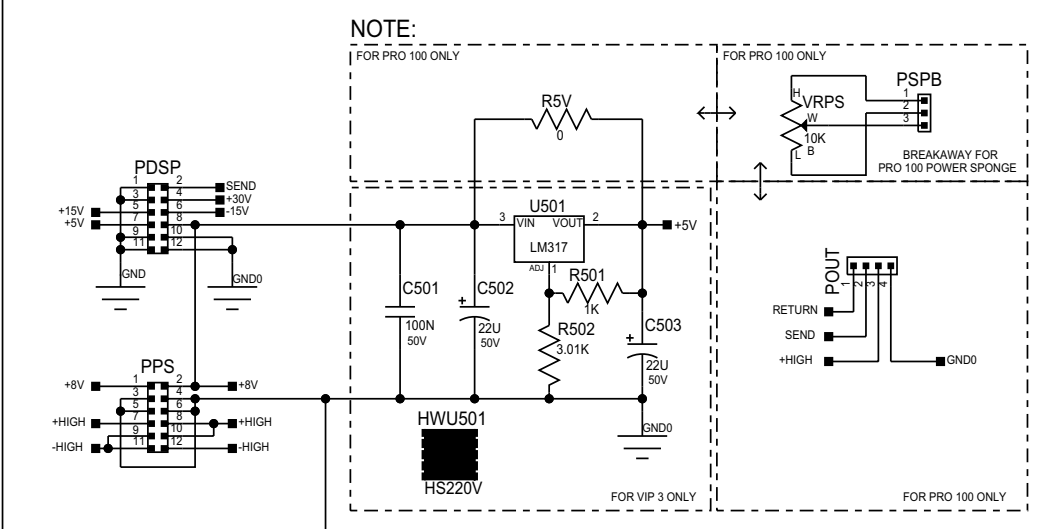 NOTE:
FOR PRO 100 ONLY
FOR PRO 100 ONLY
R5V
0
H
VRPS
W
10K
L B
PSPB
1
2
3
BREAKAWAY FOR
PRO 100 POWER SPONGE
PDSP
1 2 SEND
3 4 +30V
+15V 5 6 -15V
+5V 7 8
9 10
11 12
GND
GND0
U501
3 VIN VOUT 2
LM317
ADJ 1
+5V
C501
100N
50V
C502
+
22U
50V
R501
1K
R502
3.01K
C503
+
22U
50V
GND0
POUT
1 2 3 4
RETURN
SEND
+HIGH
GND0
PPS
+8V 1 2 +8V
3 4
5 6
+HIGH 7 8 +HIGH
9 10
-HIGH 11 12 -HIGH
HWU501
HS220V
FOR VIP 3 ONLY
FOR PRO 100 ONLY